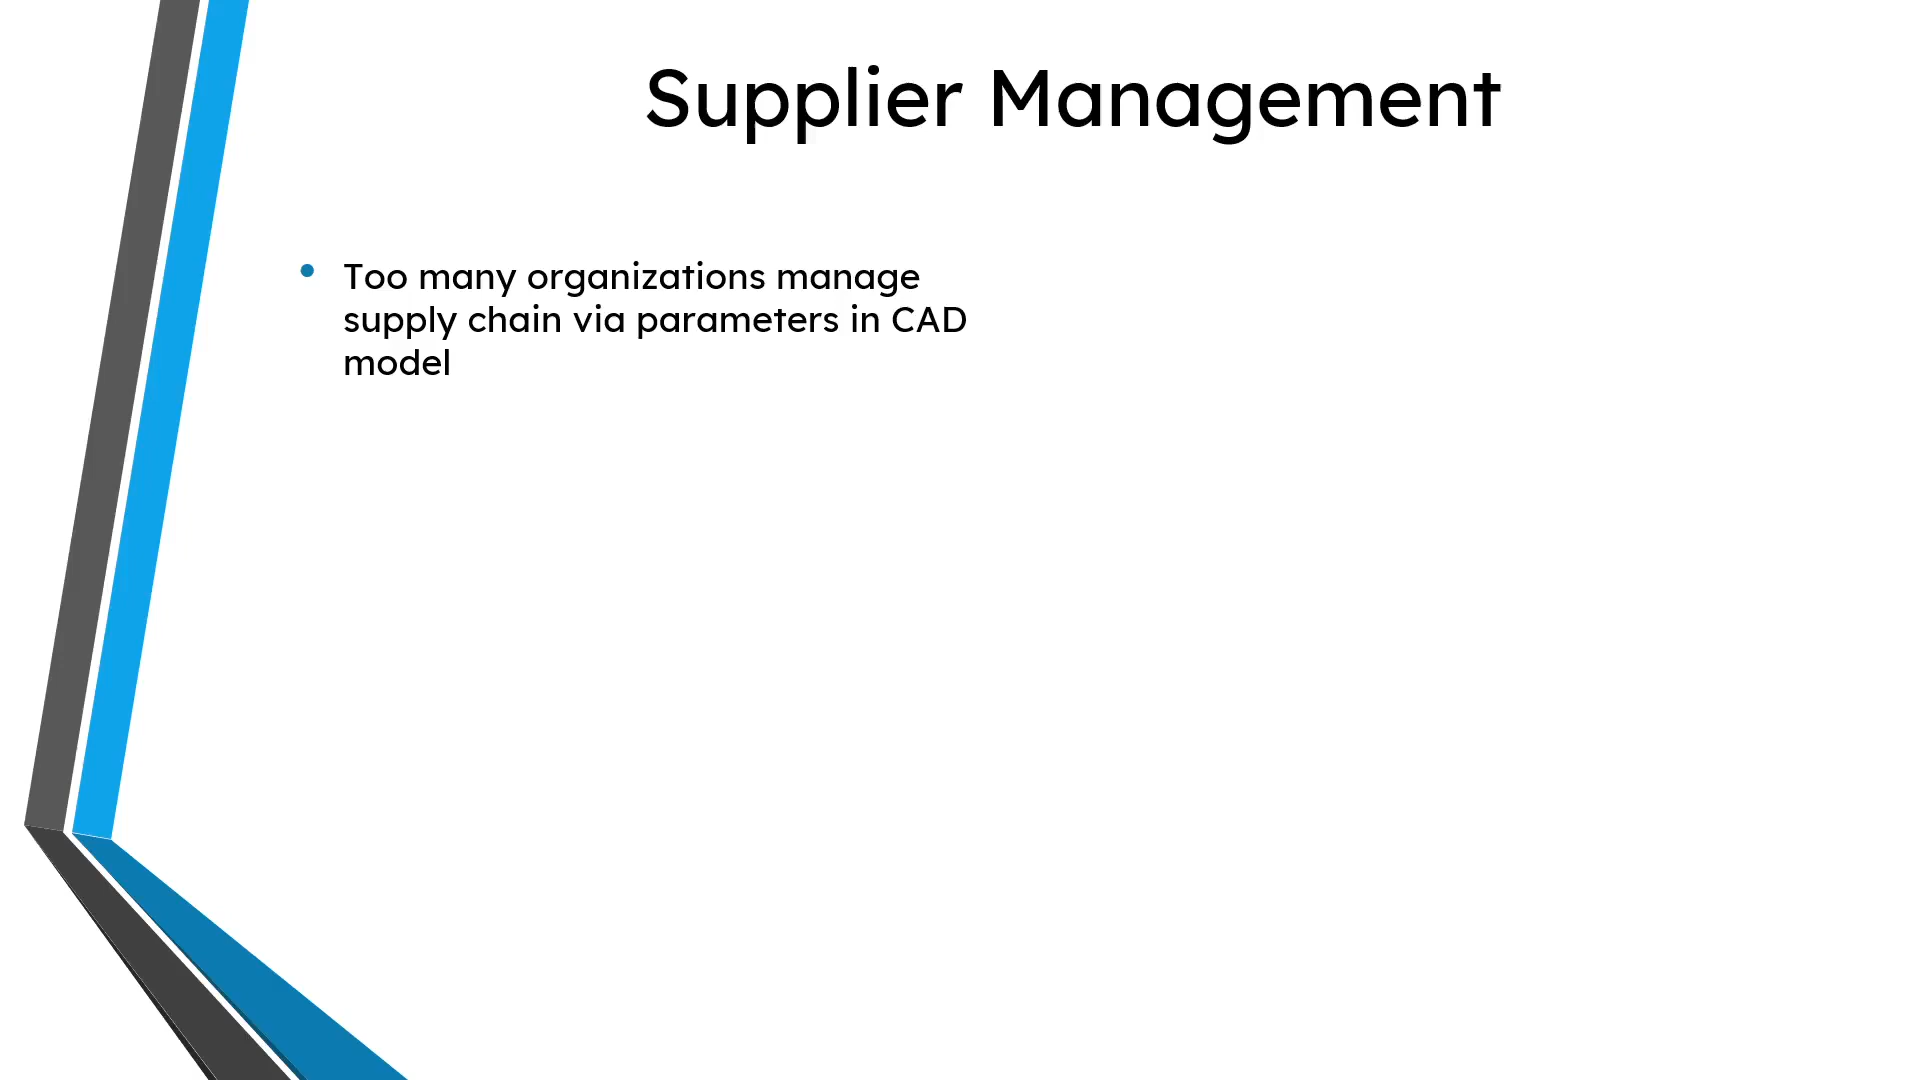 Supplier Management
• Too many organizations manage
supply chain via parameters in CAD
model